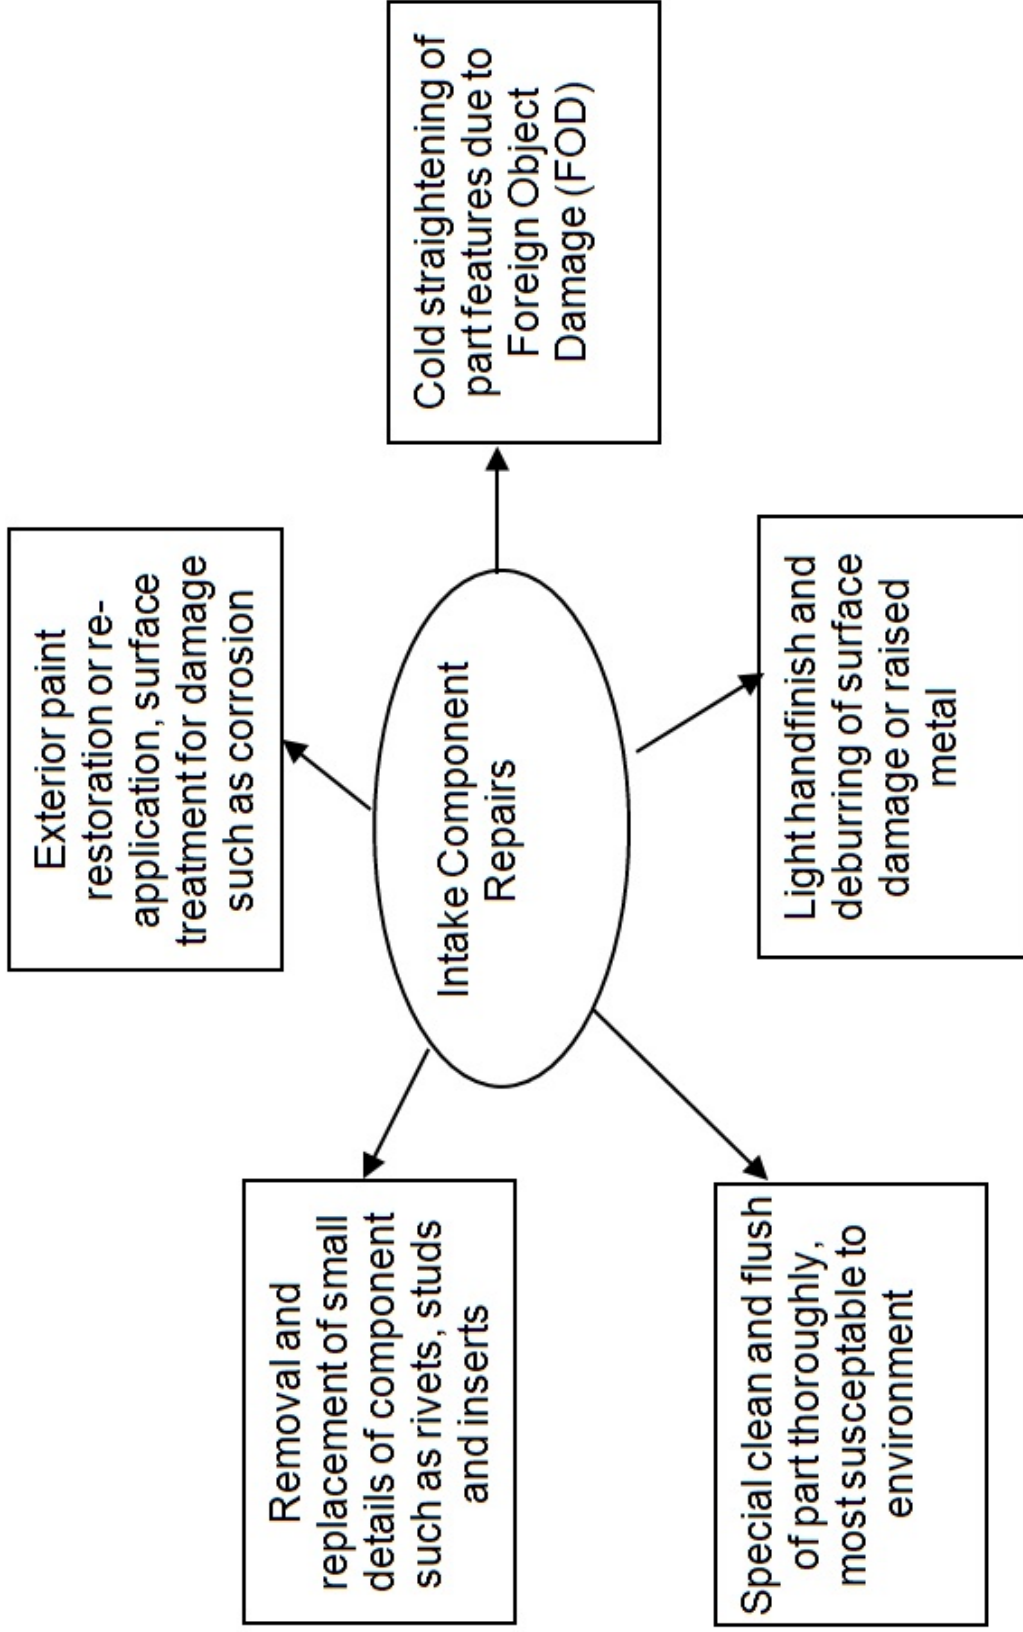 Exterior paint
restoration or re-
application, surface
treatment for damage
such as corrosion
Removal and
replacement of small
details of component
such as rivets, studs
and inserts
Intake Component
Repairs
Cold straightening of
part features due to
Foreign Object
Damage (FOD)
Special clean and flush
of part thoroughly,
most susceptable to
environment
Light handfinish and
deburring of surface
damage or raised
metal